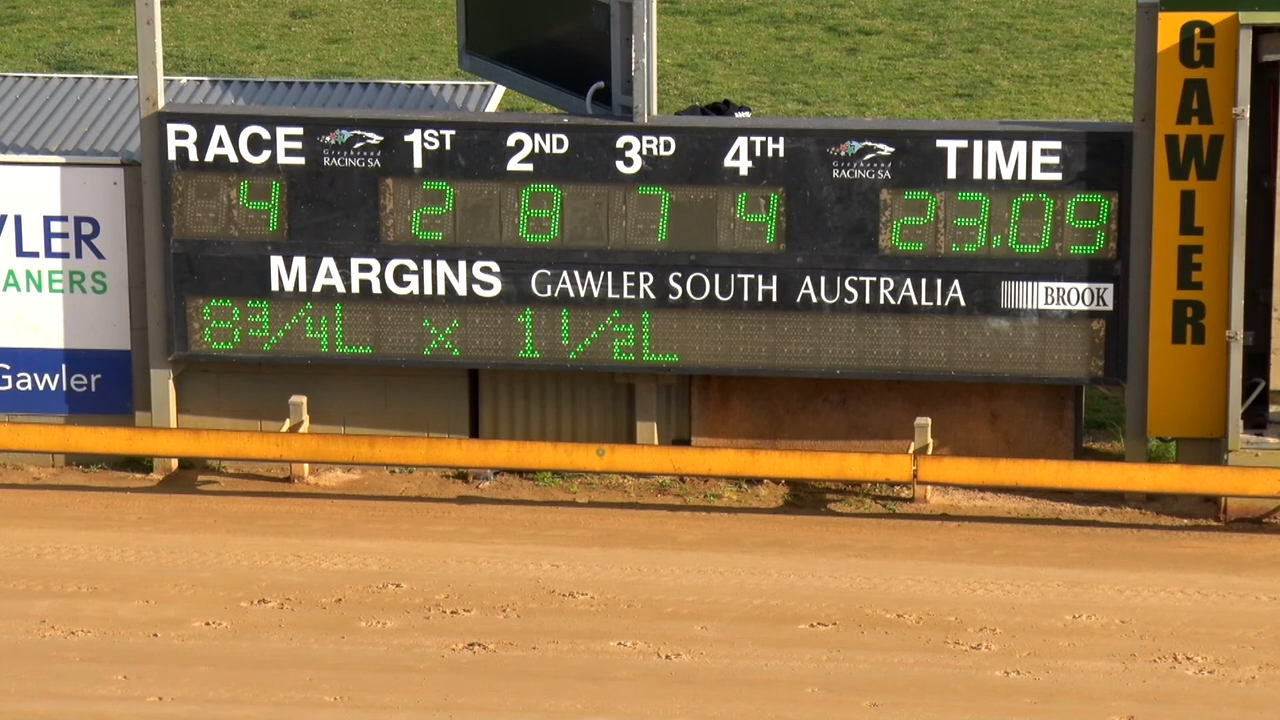 RACE 1ST 2ND 3RD 4TH TIME
Greyhound RACING SA
Greyhound RACING SA
4 2 8 7 4 23.09
MARGINS GAWLER SOUTH AUSTRALIA BROOK
8 3/4L x 1 1/2L
GAWLER
WLER
ANERS
Gawler